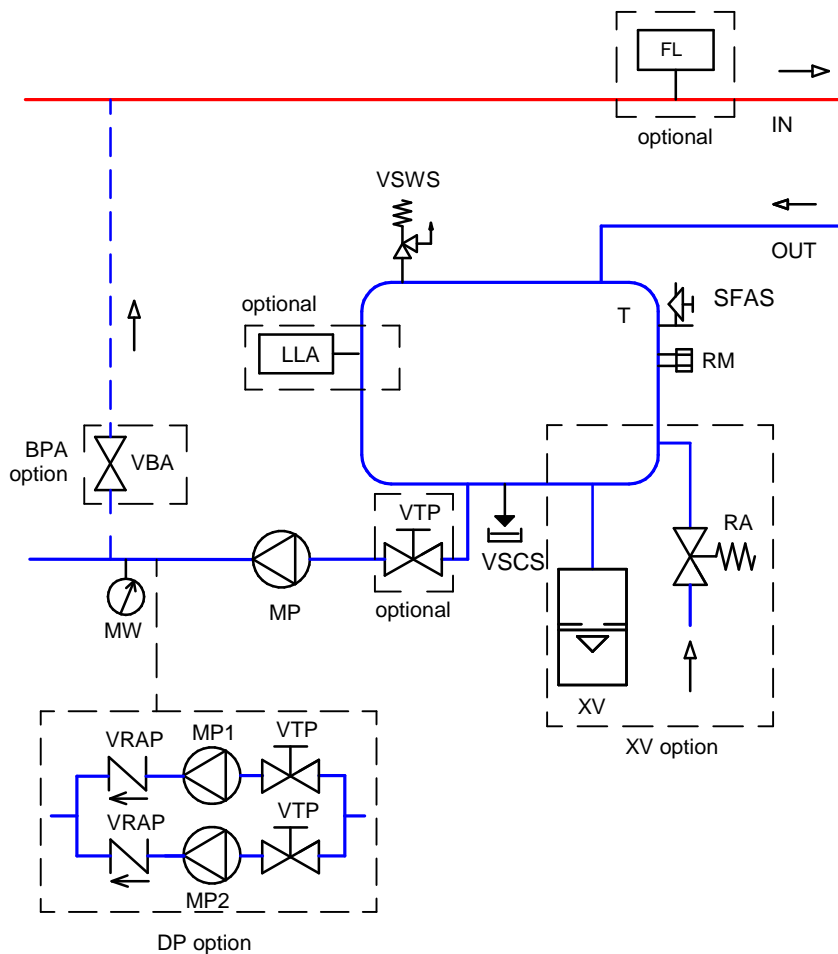 FL
optional
IN
VSWS
OUT
optional
SFAS
T
LLA
RM
BPA
option
VBA
VTP
RA
VSCS
optional
MP
MW
XV
XV option
MP1
VRAP
VTP
VRAP
VTP
MP2
DP option